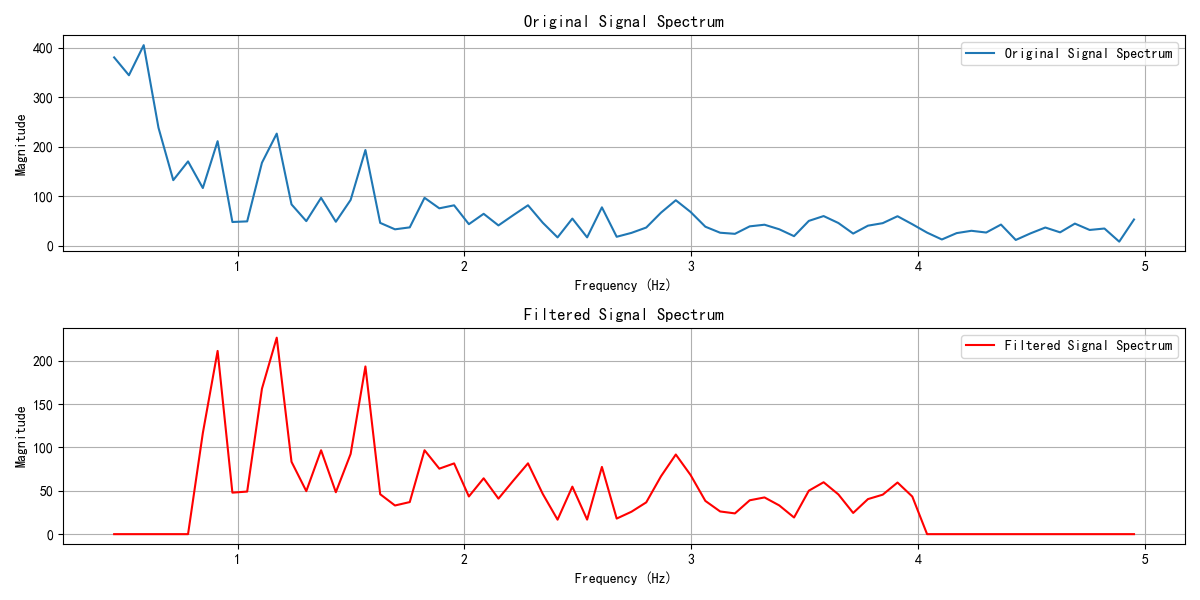 Original Signal Spectrum
Magnitude
400
300
200
100
0
Original Signal Spectrum
1
2
3
4
5
Frequency (Hz)
Filtered Signal Spectrum
Magnitude
200
150
100
50
0
Filtered Signal Spectrum
1
2
3
4
5
Frequency (Hz)